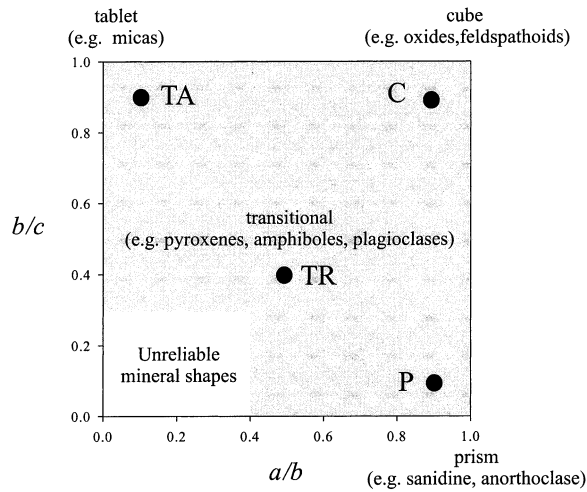 tablet
(e.g. micas)
cube
(e.g. oxides,feldspathoids)
1.0
TA
C
0.8
b/c
0.6
transitional
(e.g. pyroxenes, amphiboles, plagioclases)
0.4
TR
0.2
Unreliable
mineral shapes
P
0.0
0.0
0.2
0.4
0.6
0.8
1.0
a/b
prism
(e.g. sanidine, anorthoclase)